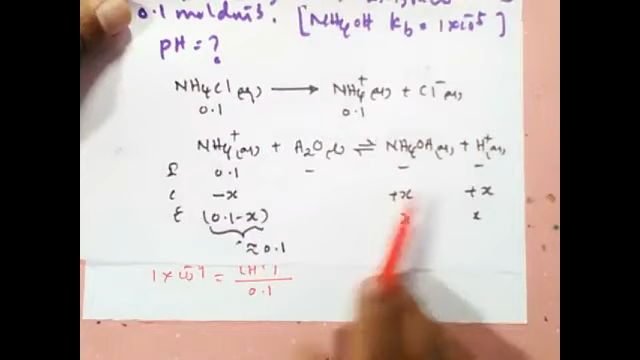 0.1 moldm⁻³. [NH₄OH Kb = 1×10⁻⁵]
pH = ?
NH₄Cl(aq) ⟶ NH₄⁺(aq) + Cl⁻(aq)
0.1 0.1
NH₄⁺(aq) + H₂O(l) ⇌ NH₄OH(aq) + H⁺(aq)
I 0.1 – – –
C –x +x +x
E (0.1–x) x x
≈ 0.1
1×10⁻⁹ =
0.1